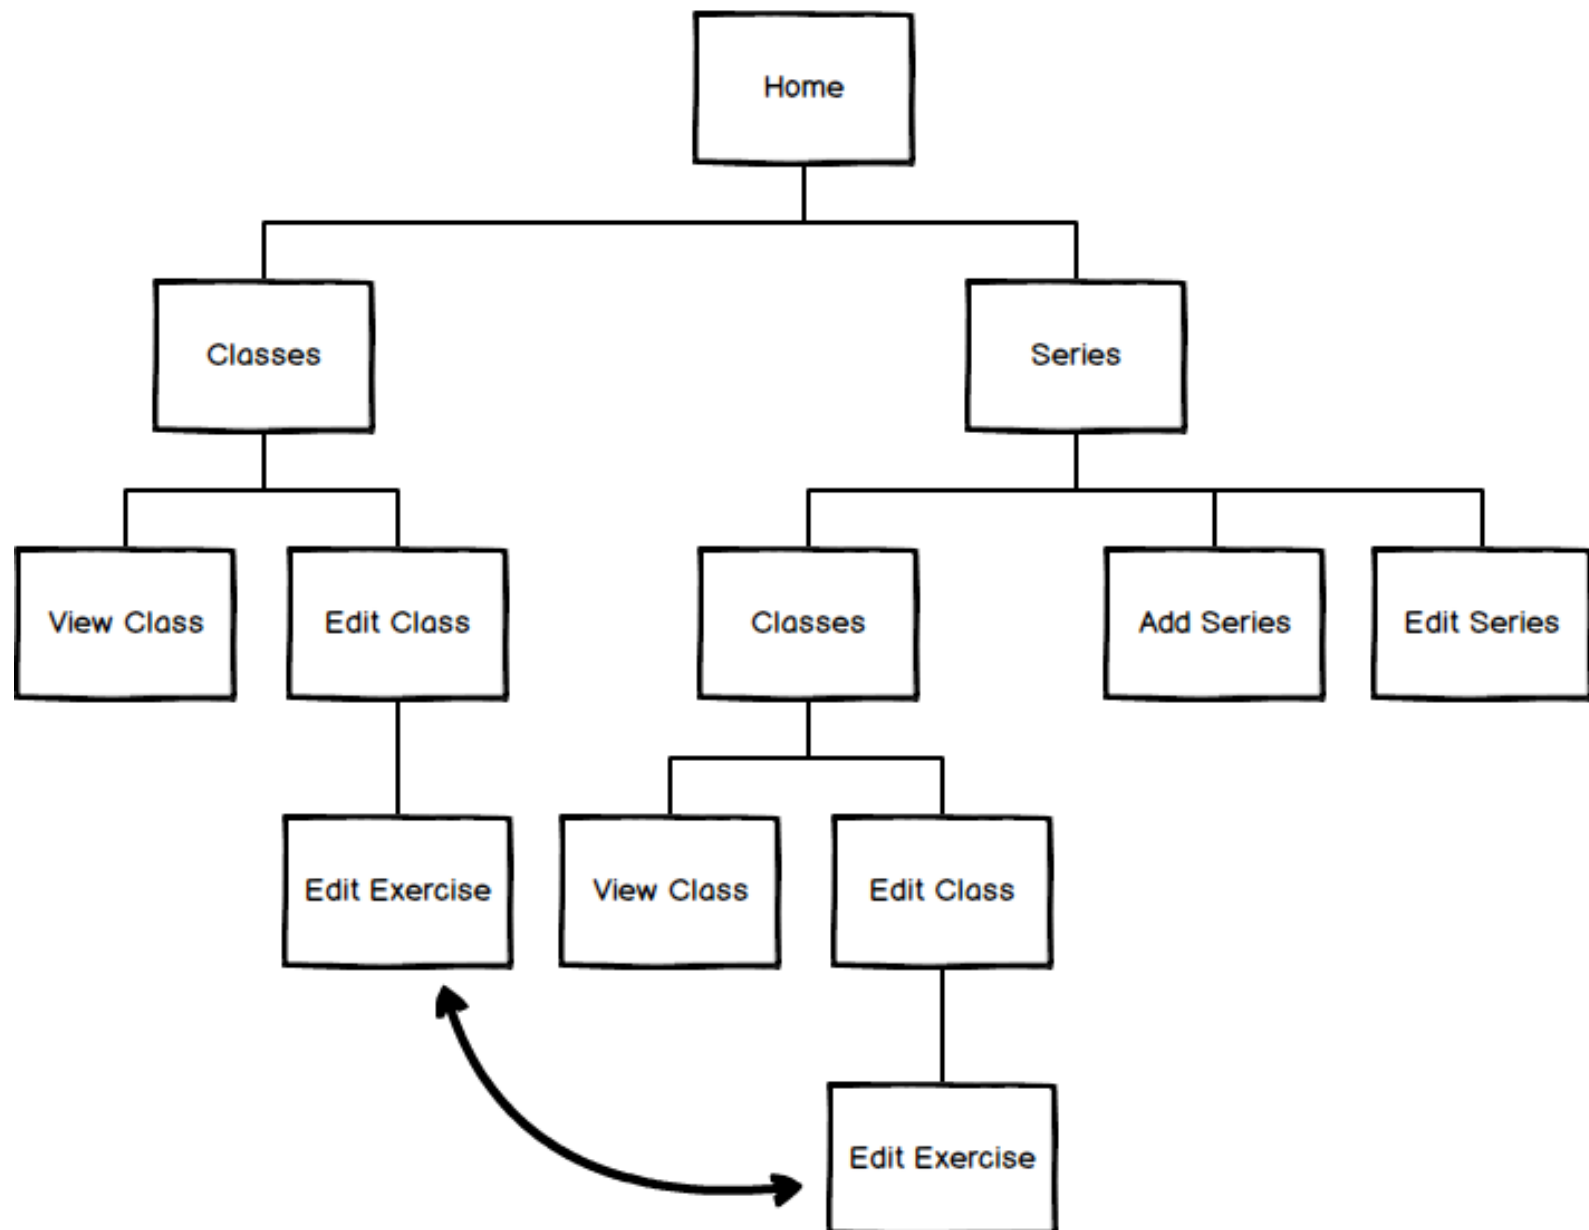 Home
Classes
Series
View Class
Edit Class
Classes
Add Series
Edit Series
Edit Exercise
View Class
Edit Class
Edit Exercise